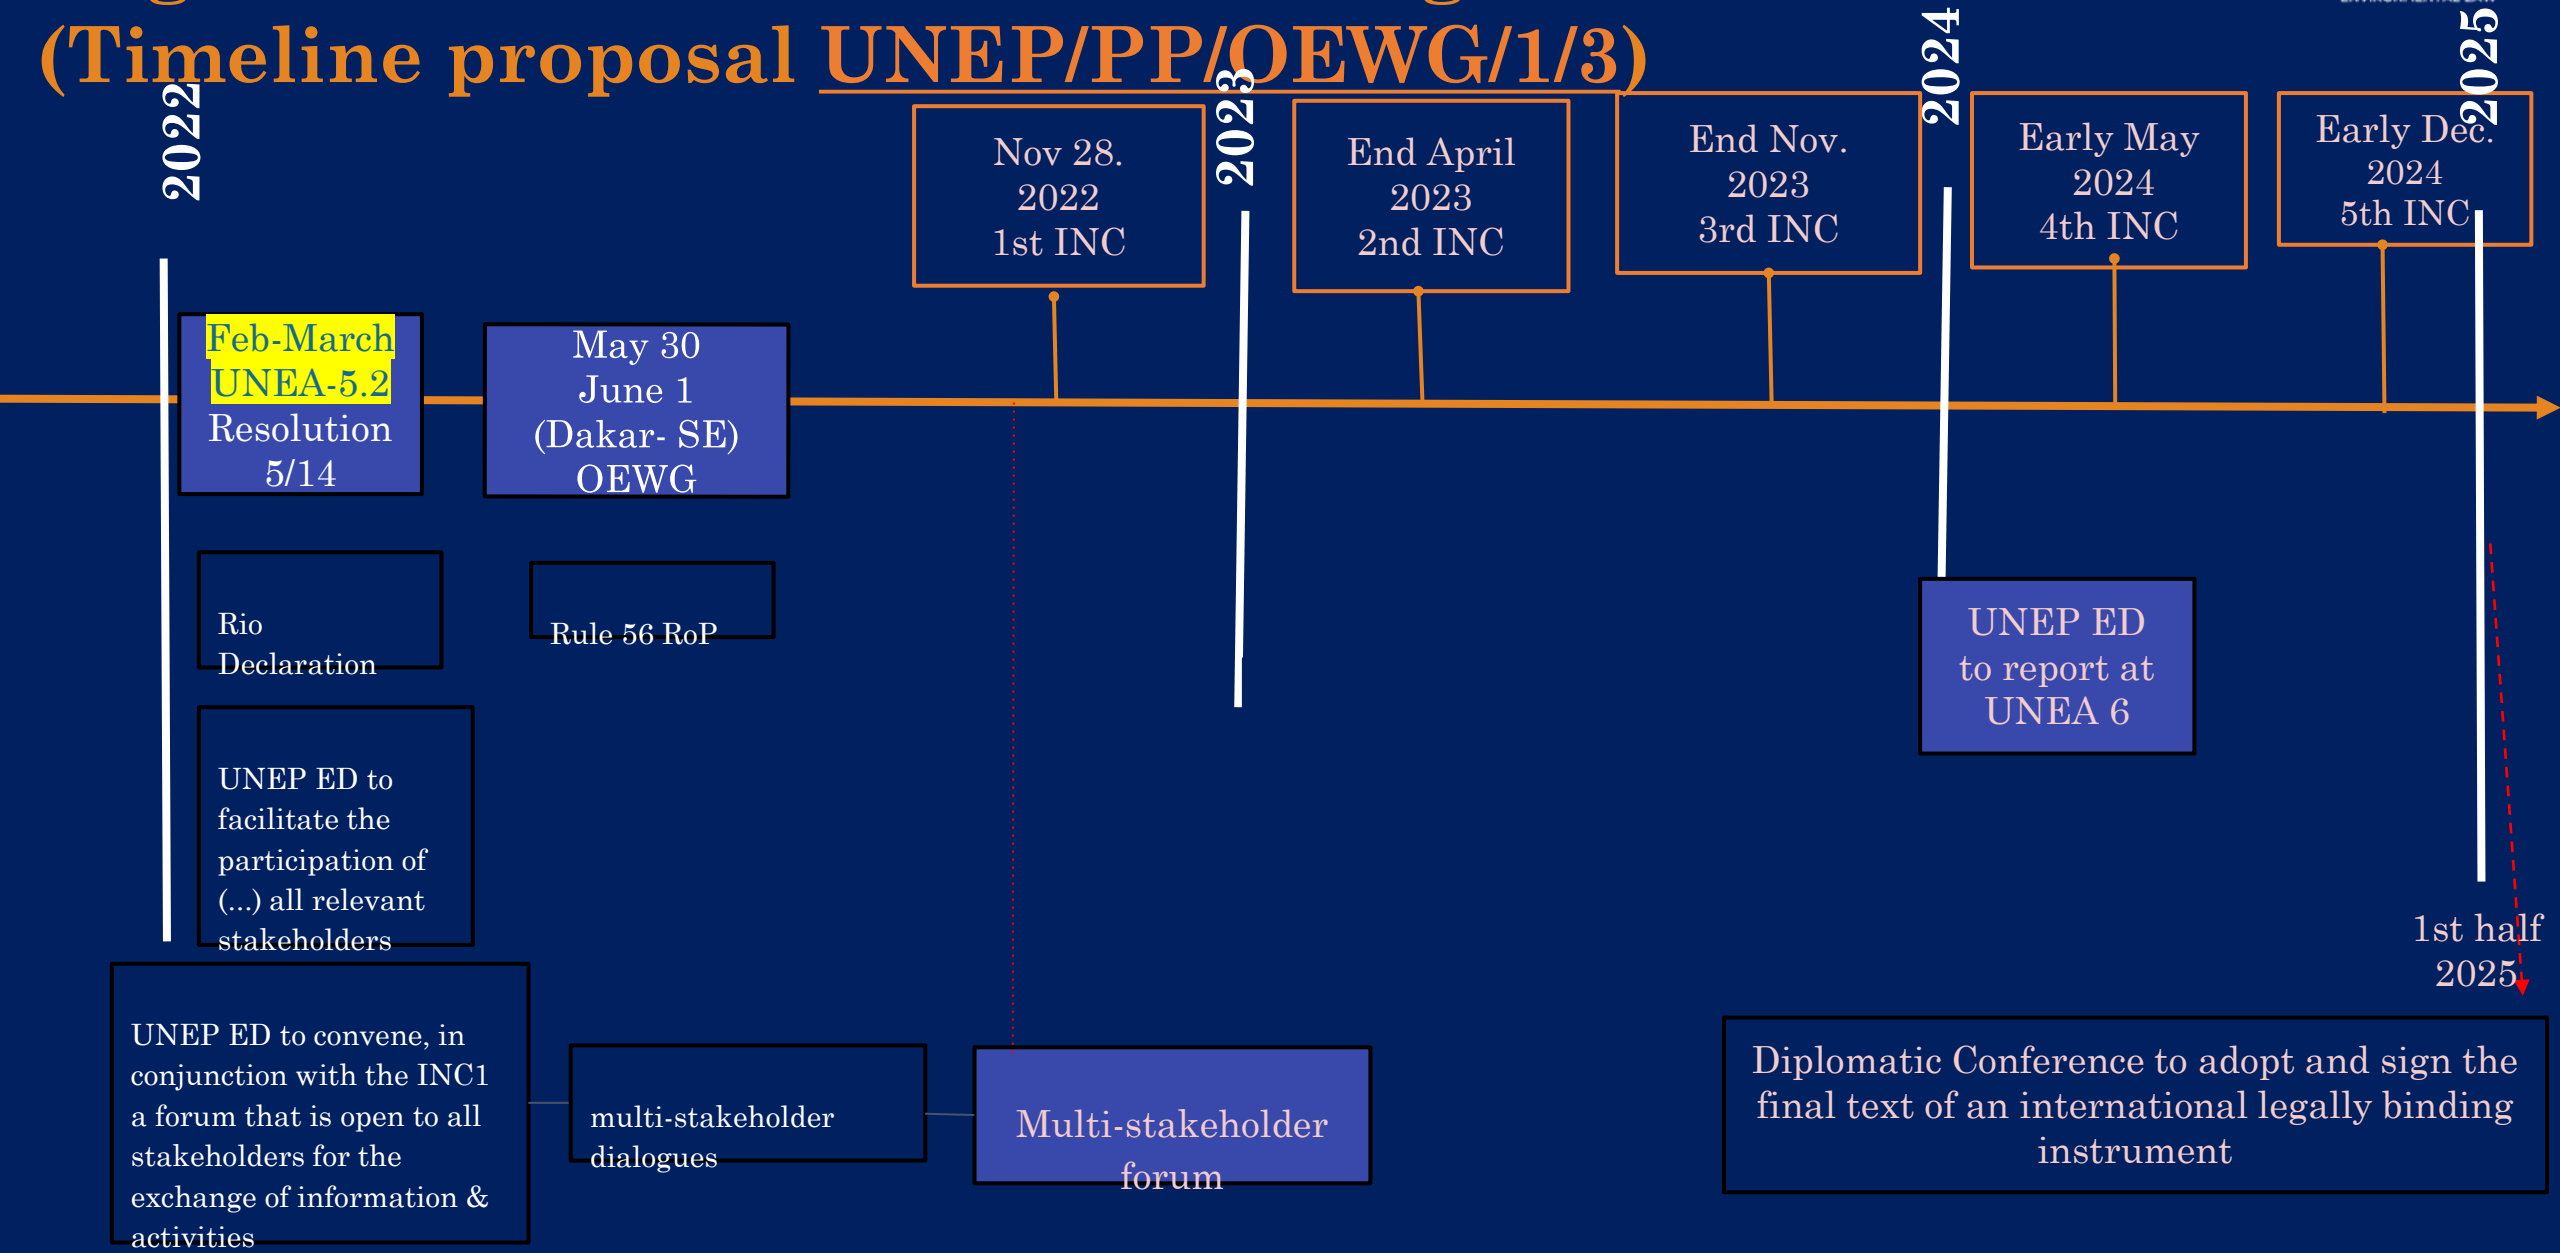 (Timeline proposal UNEP/PP/OEWG/1/3)
2022
2023
2024
2025
Nov 28.
2022
1st INC
End April
2023
2nd INC
End Nov.
2023
3rd INC
Early May
2024
4th INC
Early Dec.
2024
5th INC
Feb-March
UNEA-5.2
Resolution
5/14
May 30
June 1
(Dakar- SE)
OEWG
Rio
Declaration
Rule 56 RoP
UNEP ED
to report at
UNEA 6
UNEP ED to
facilitate the
participation of
(...) all relevant
stakeholders
1st half
2025
UNEP ED to convene, in
conjunction with the INC1
a forum that is open to all
stakeholders for the
exchange of information &
activities
multi-stakeholder
dialogues
Multi-stakeholder
forum
Diplomatic Conference to adopt and sign the
final text of an international legally binding
instrument